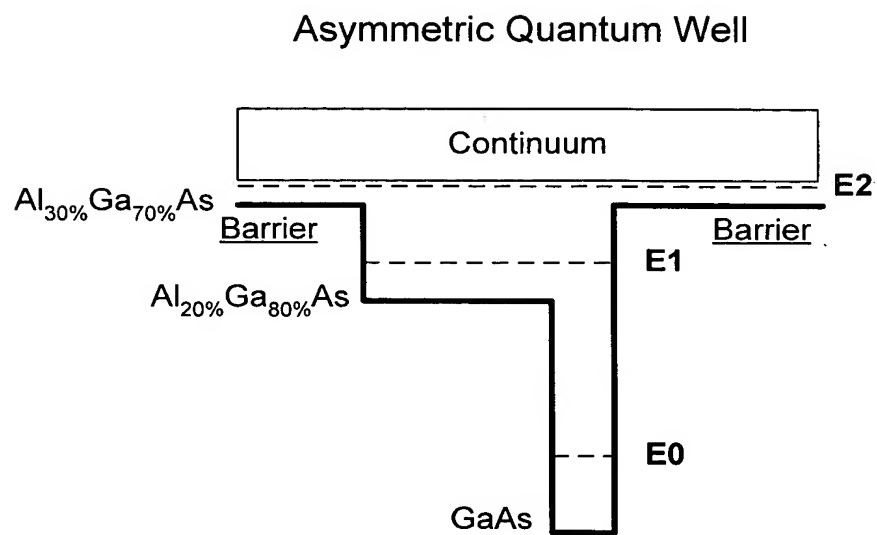 Asymmetric Quantum Well
Continuum
E2
Al30%Ga70%As
Barrier
Barrier
E1
Al20%Ga80%As
E0
GaAs